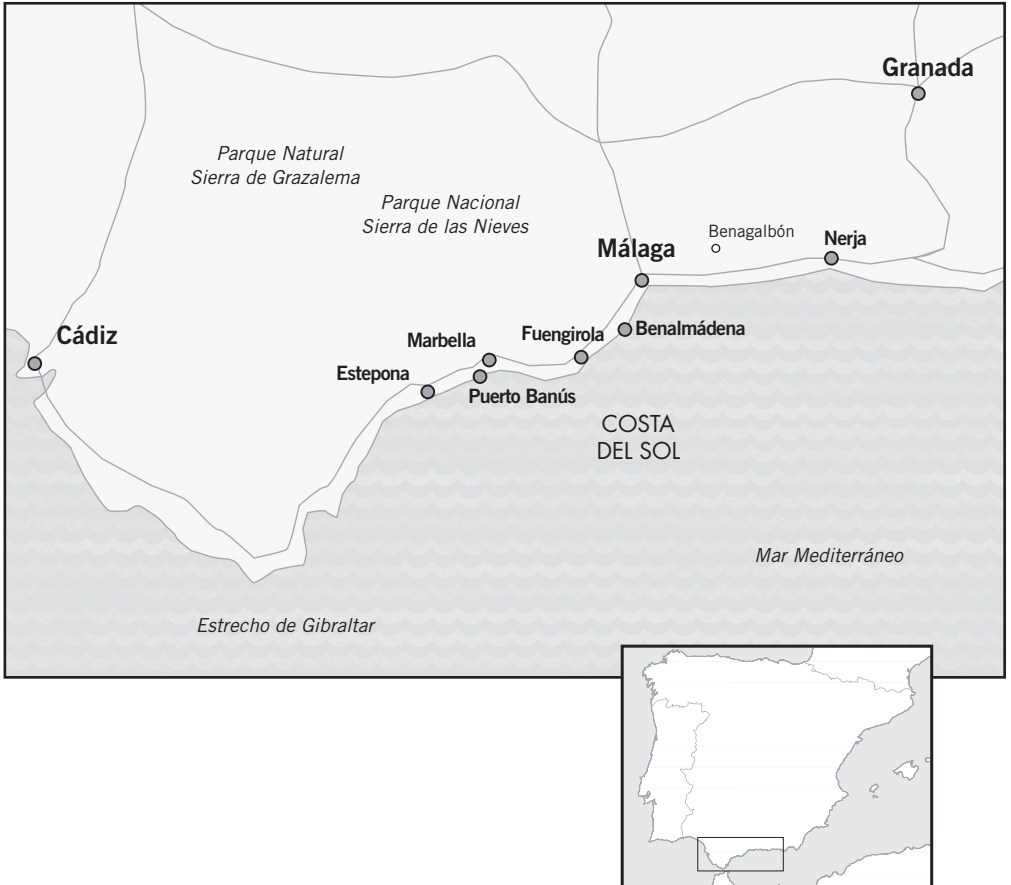 Granada
Parque Natural
Sierra de Grazalema
Parque Nacional
Sierra de las Nieves
Benagalbón
Nerja
Málaga
Cádiz
Marbella
Fuengirola
Benalmádena
Estepona
Puerto Banús
COSTA
DEL SOL
Mar Mediterráneo
Estrecho de Gibraltar